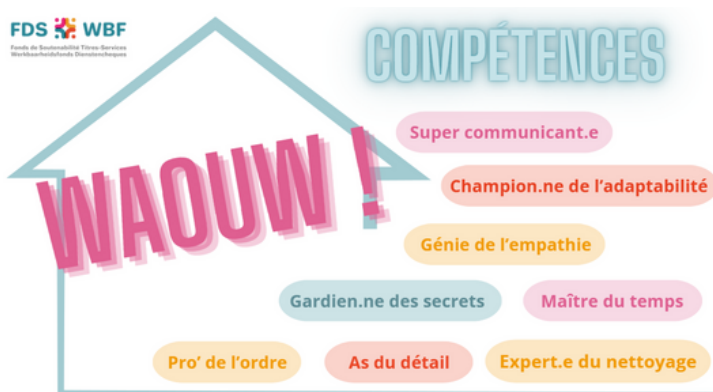 FDS WBF
Fonds de Soutenabilité Titres-Services
Werkbaarheidsfonds Dienstencheques
COMPÉTENCES
WAOUW !
Super communicant.e
Champion.ne de l'adaptabilité
Génie de l'empathie
Gardien.ne des secrets
Maître du temps
Pro' de l'ordre
As du détail
Expert.e du nettoyage